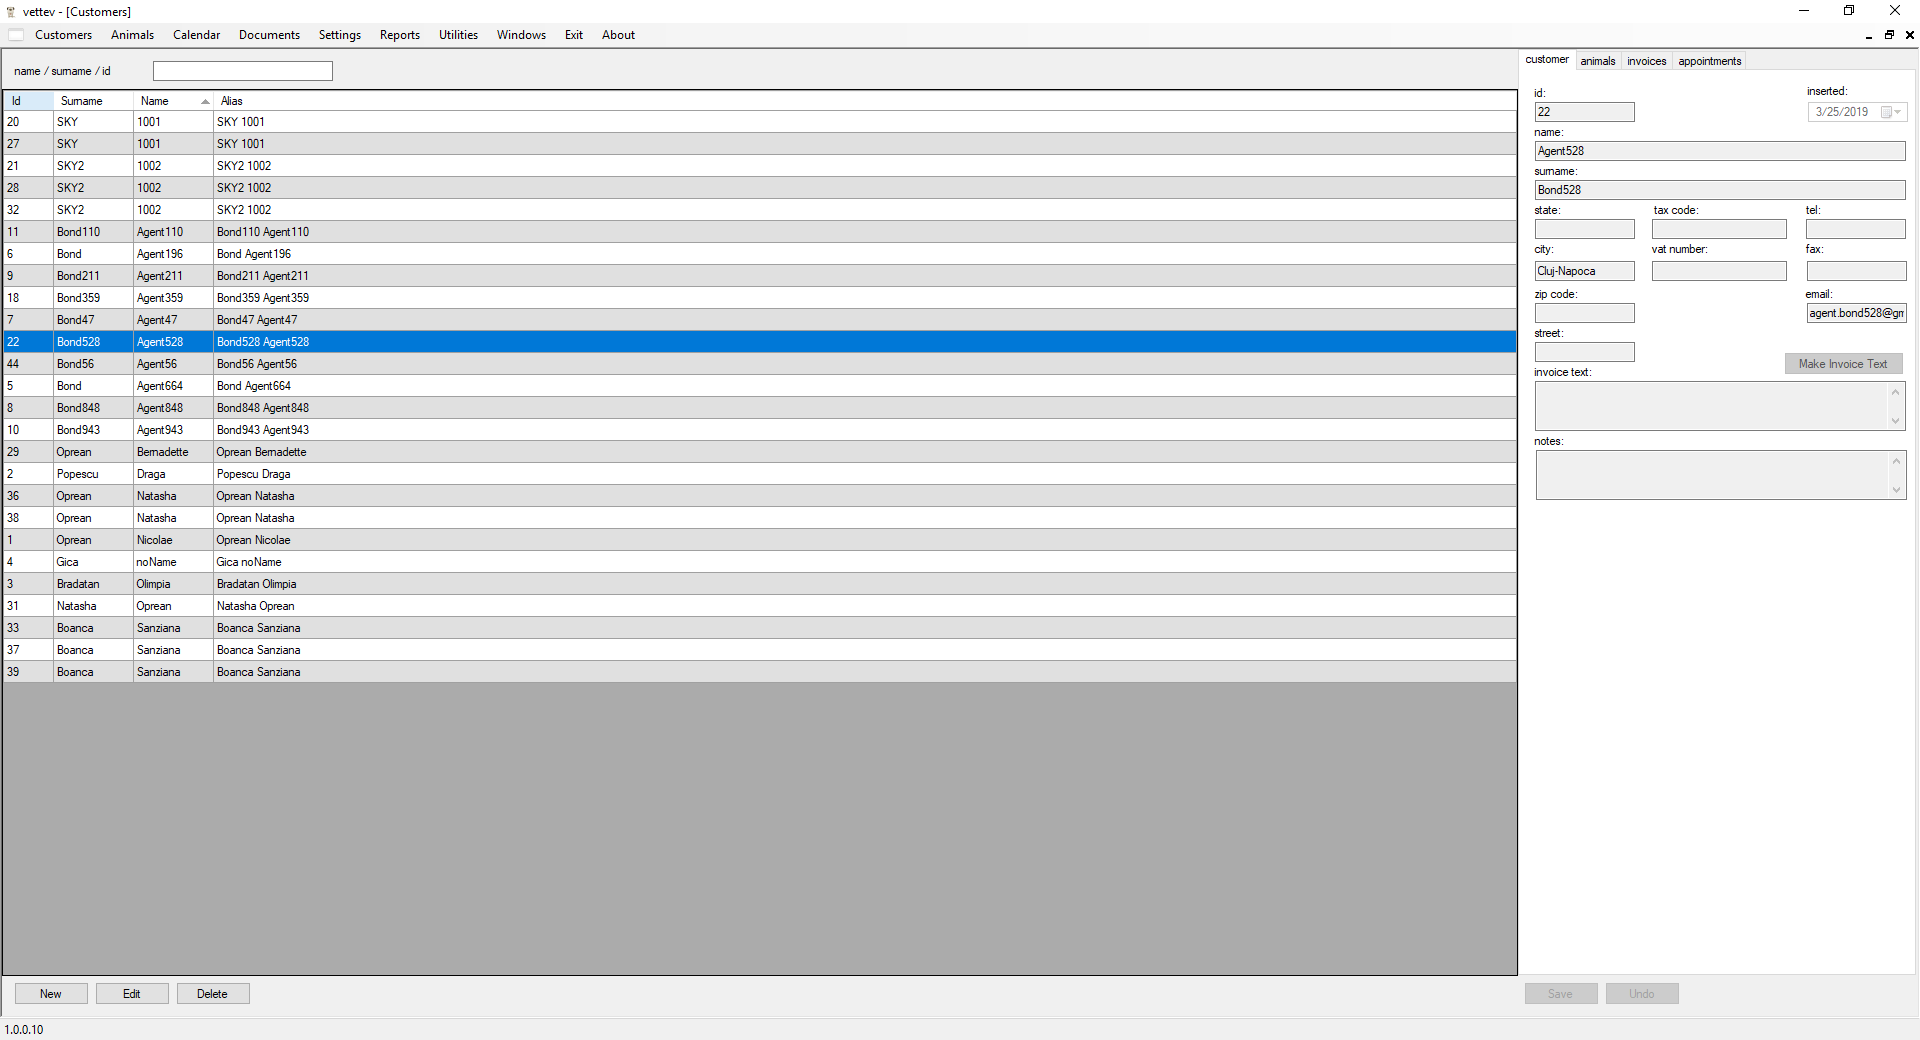 vettev - [Customers]
Customers Animals Calendar Documents Settings Reports Utilities Windows Exit About
name / surname / id
Id Surname Name Alias
20 SKY 1001 SKY 1001
27 SKY 1001 SKY 1001
21 SKY2 1002 SKY2 1002
28 SKY2 1002 SKY2 1002
32 SKY2 1002 SKY2 1002
11 Bond110 Agent110 Bond110 Agent110
6 Bond Agent196 Bond Agent196
9 Bond211 Agent211 Bond211 Agent211
18 Bond359 Agent359 Bond359 Agent359
7 Bond47 Agent47 Bond47 Agent47
22 Bond528 Agent528 Bond528 Agent528
44 Bond56 Agent56 Bond56 Agent56
5 Bond Agent664 Bond Agent664
8 Bond848 Agent848 Bond848 Agent848
10 Bond943 Agent943 Bond943 Agent943
29 Oprean Bernadette Oprean Bernadette
2 Popescu Draga Popescu Draga
36 Oprean Natasha Oprean Natasha
38 Oprean Natasha Oprean Natasha
1 Oprean Nicolae Oprean Nicolae
4 Gica noName Gica noName
3 Bradatan Olimpia Bradatan Olimpia
31 Natasha Oprean Natasha Oprean
33 Boanca Sanziana Boanca Sanziana
37 Boanca Sanziana Boanca Sanziana
39 Boanca Sanziana Boanca Sanziana
New Edit Delete
customer animals invoices appointments
id: inserted:
22 3/25/2019
name:
Agent528
surname:
Bond528
state: tax code: tel:
city: vat number: fax:
Cluj-Napoca
zip code: email:
agent.bond528@gm
street:
Make Invoice Text
invoice text:
notes:
Save Undo
1.0.0.10